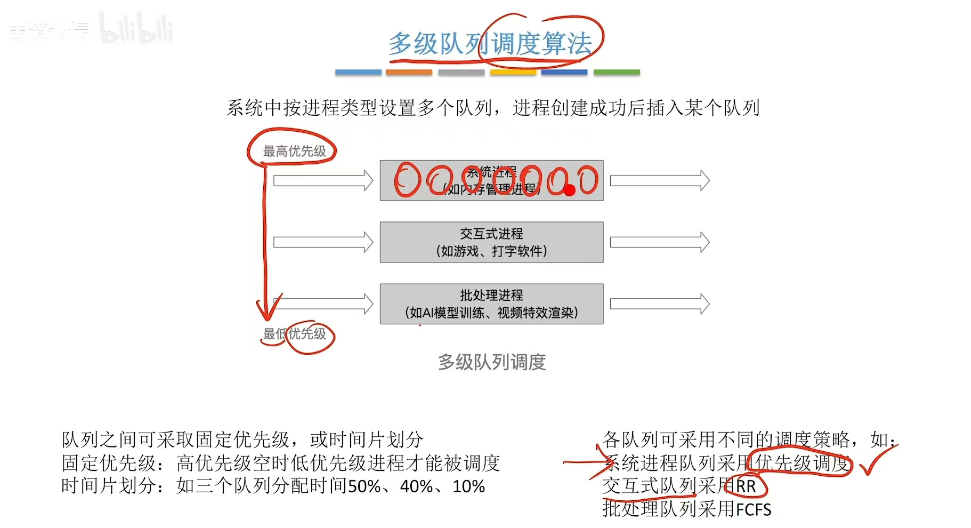 bilibili
多级队列调度算法
系统中按进程类型设置多个队列，进程创建成功后插入某个队列
最高优先级
系统进程
（如内存管理进程）
交互式进程
（如游戏、打字软件）
批处理进程
（如AI模型训练、视频特效渲染）
最低优先级
多级队列调度
队列之间可采取固定优先级，或时间片划分
固定优先级：高优先级空时低优先级进程才能被调度
时间片划分：如三个队列分配时间50%、40%、10%
各队列可采用不同的调度策略，如：
系统进程队列采用优先级调度
交互式队列采用RR
批处理队列采用FCFS